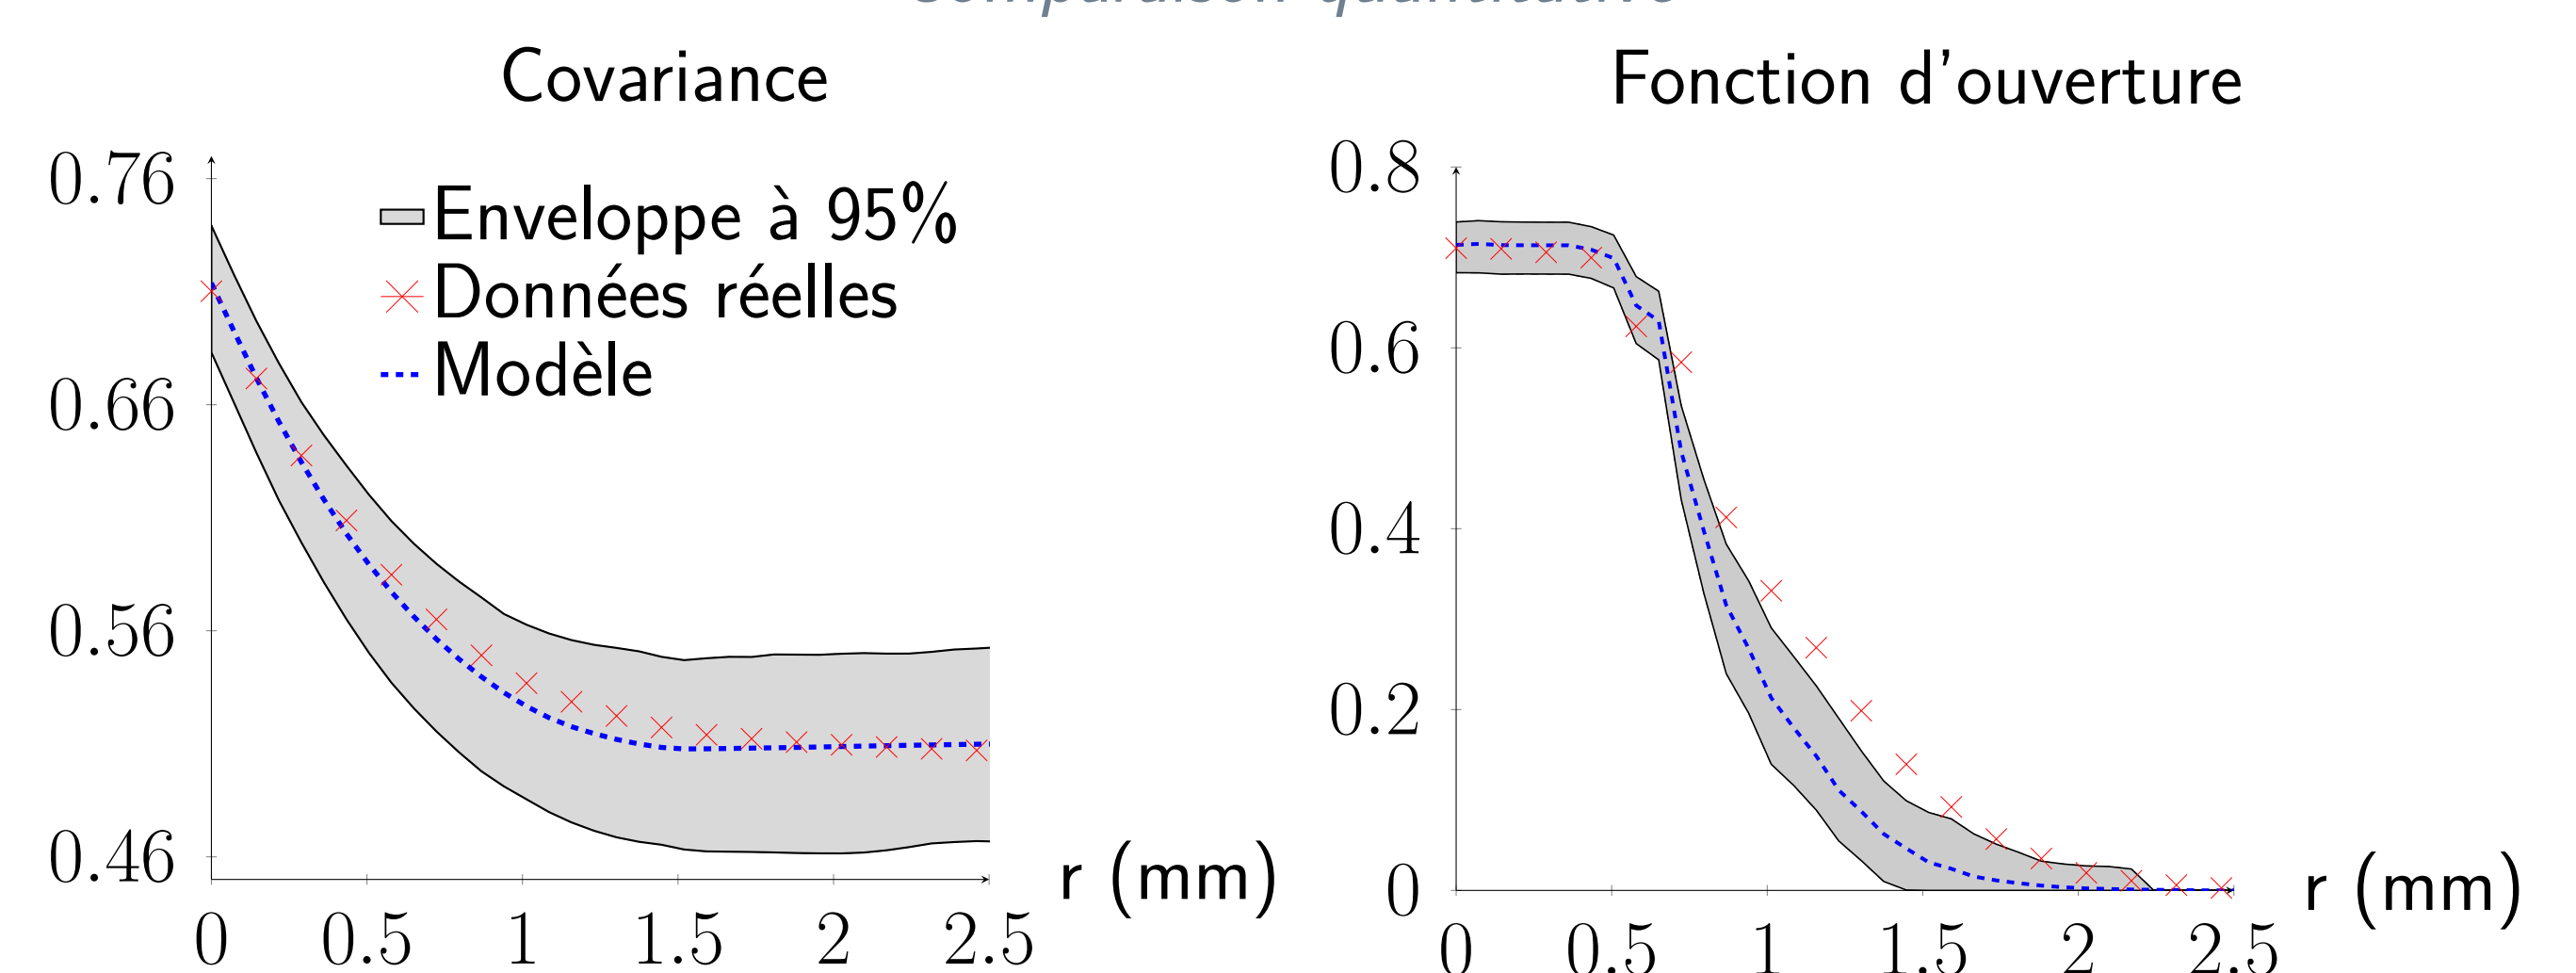 Covariance
0.76
0.66
0.56
0.46
Enveloppe à 95%
Données réelles
Modèle
0 0.5 1 1.5 2 2.5
r (mm)
Fonction d'ouverture
0.8
0.6
0.4
0.2
0
0 0.5 1 1.5 2 2.5
r (mm)